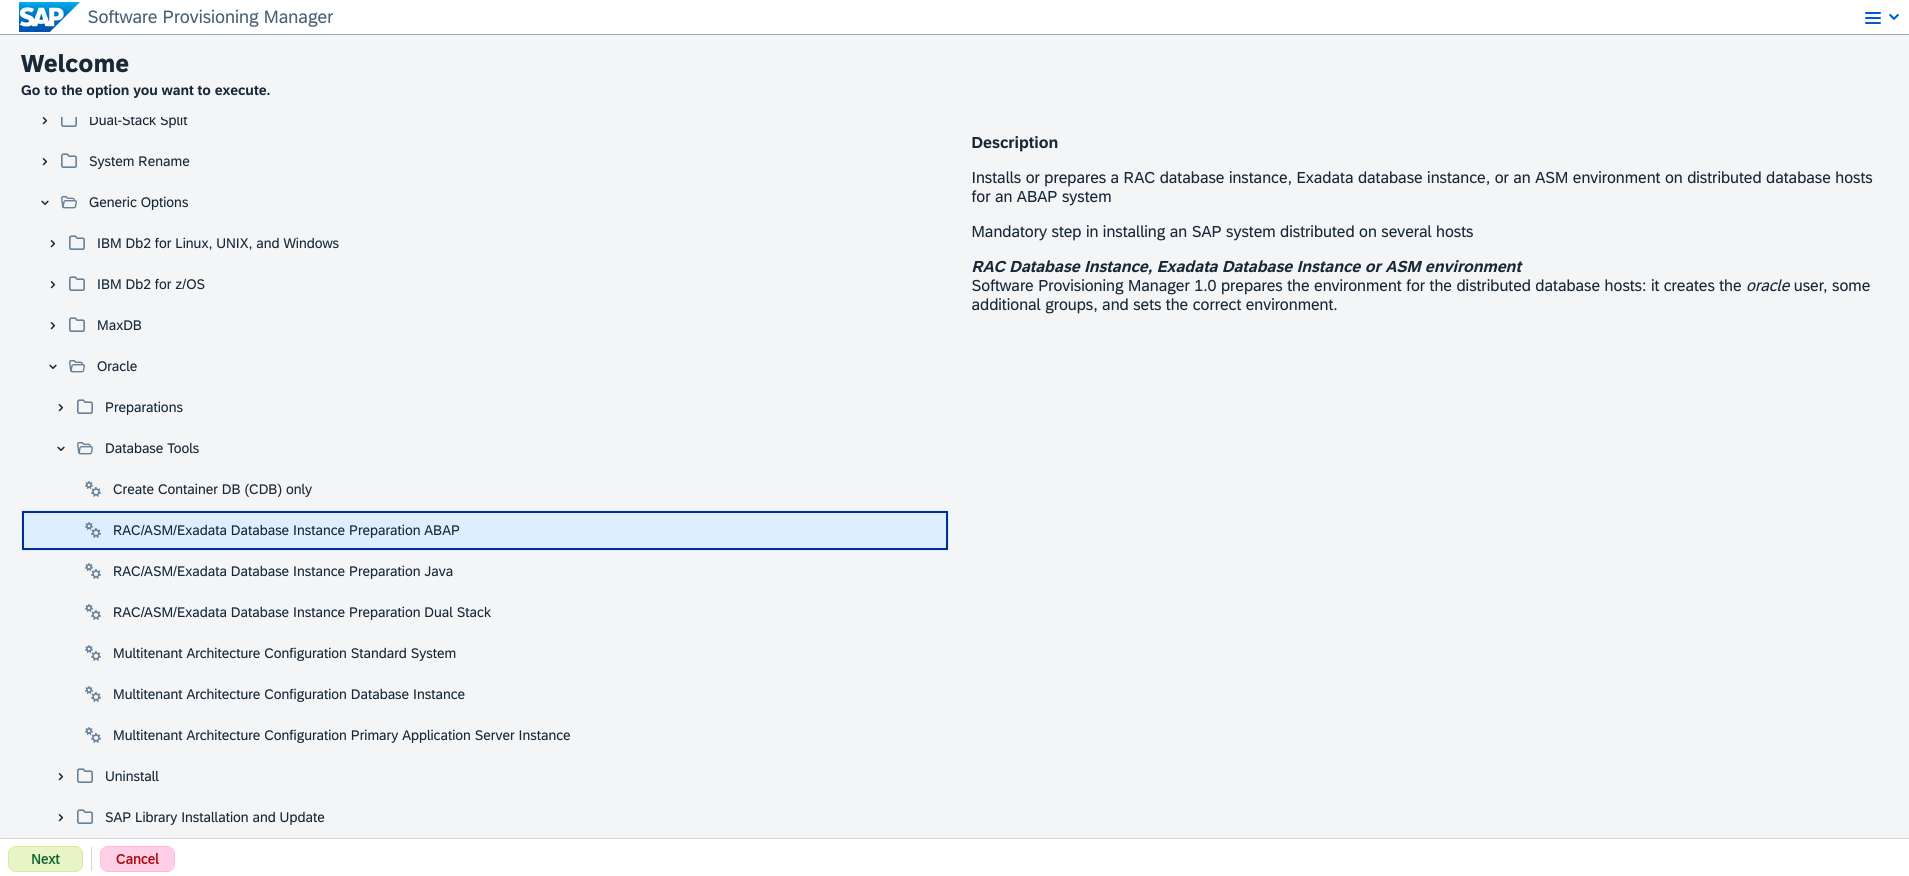 SAP Software Provisioning Manager
Welcome
Go to the option you want to execute.
Dual-Stack Split
System Rename
Generic Options
IBM Db2 for Linux, UNIX, and Windows
IBM Db2 for z/OS
MaxDB
Oracle
Preparations
Database Tools
Create Container DB (CDB) only
RAC/ASM/Exadata Database Instance Preparation ABAP
RAC/ASM/Exadata Database Instance Preparation Java
RAC/ASM/Exadata Database Instance Preparation Dual Stack
Multitenant Architecture Configuration Standard System
Multitenant Architecture Configuration Database Instance
Multitenant Architecture Configuration Primary Application Server Instance
Uninstall
SAP Library Installation and Update
Description
Installs or prepares a RAC database instance, Exadata database instance, or an ASM environment on distributed database hosts
for an ABAP system
Mandatory step in installing an SAP system distributed on several hosts
RAC Database Instance, Exadata Database Instance or ASM environment
Software Provisioning Manager 1.0 prepares the environment for the distributed database hosts: it creates the oracle user, some
additional groups, and sets the correct environment.
Next
Cancel